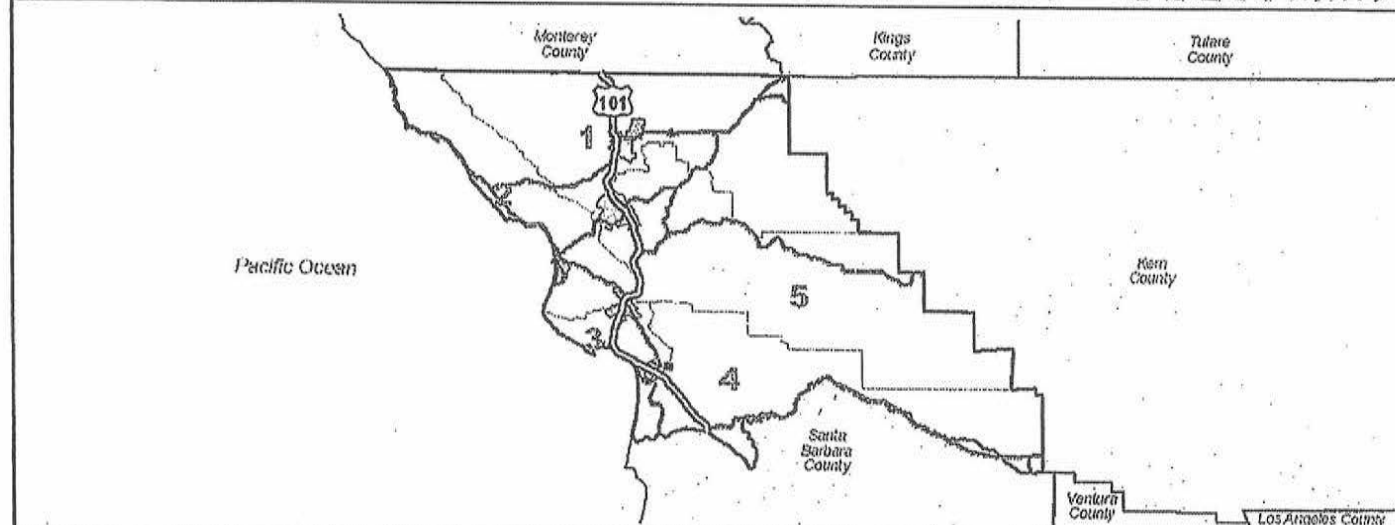 Monterey
County
Kings
County
Tulare
County
101
1
Pacific Ocean
Kern
County
5
3
4
Santa
Barbara
County
Ventura
County
Los Angeles County